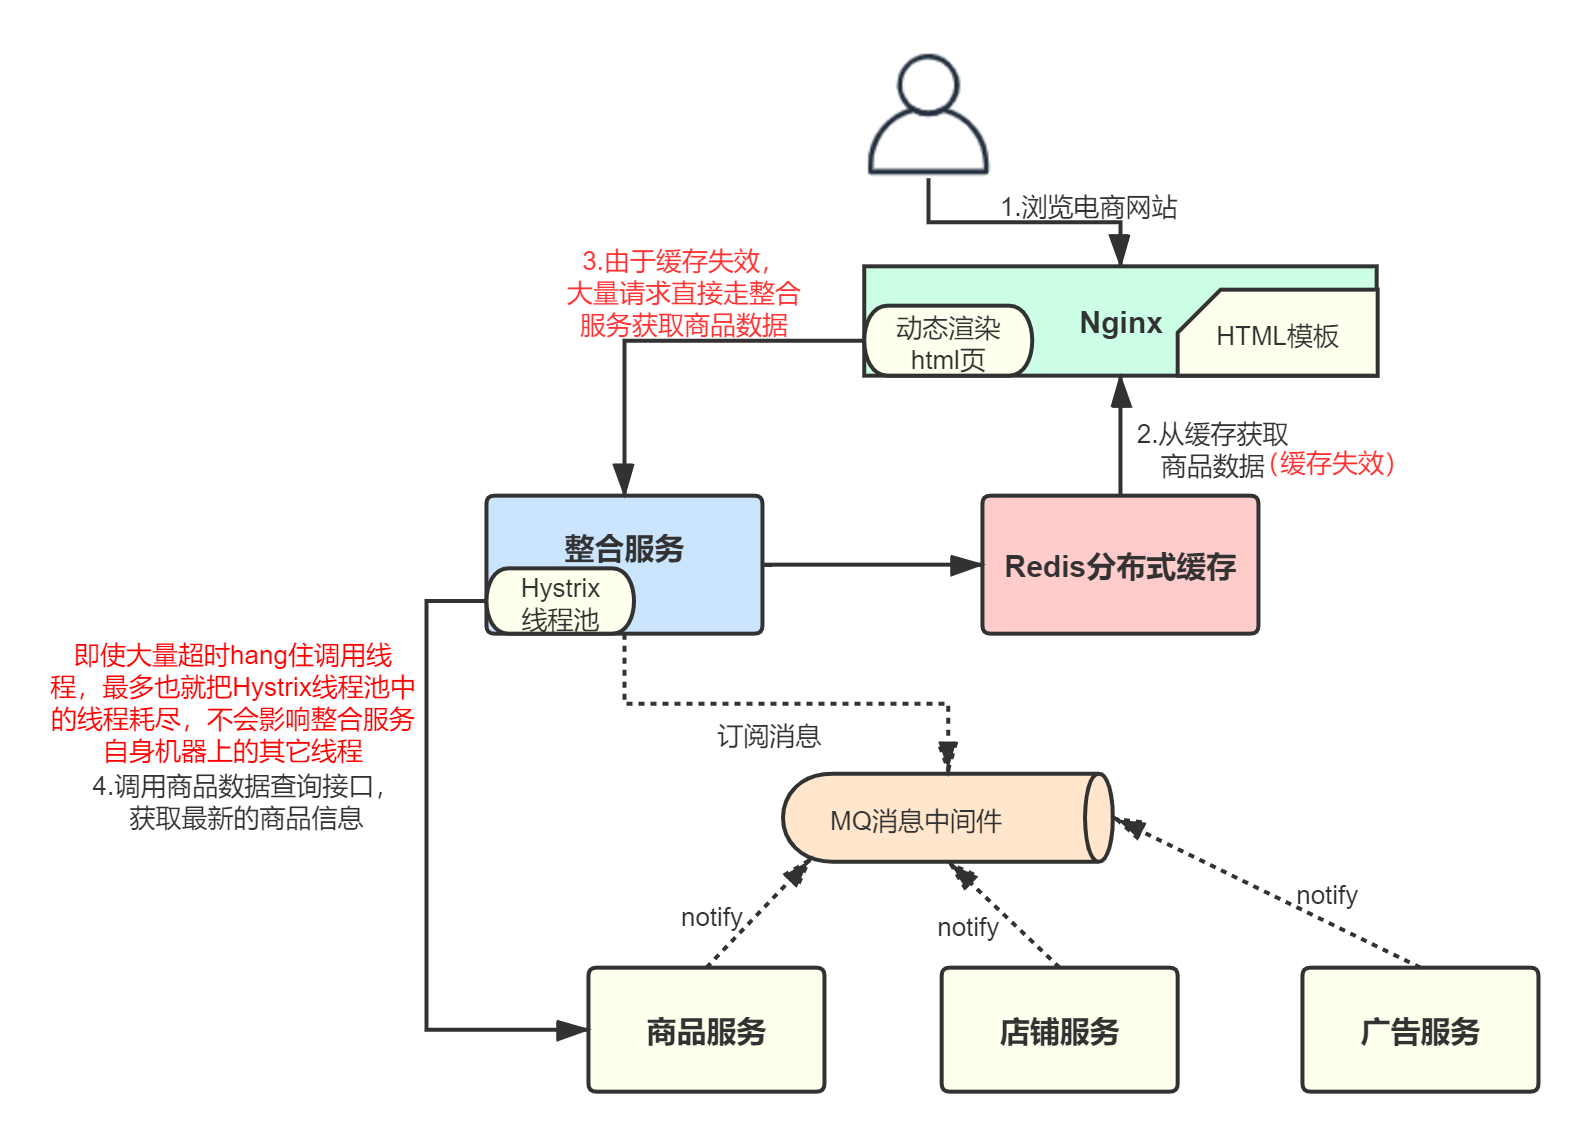 1.浏览电商网站
3.由于缓存失效，
大量请求直接走整合
服务获取商品数据
动态渲染
html页
Nginx
HTML模板
2.从缓存获取
商品数据（缓存失效）
整合服务
Hystrix
线程池
Redis分布式缓存
即使大量超时hang住调用线
程，最多也就把Hystrix线程池中
的线程耗尽，不会影响整合服务
自身机器上的其它线程
4.调用商品数据查询接口，
获取最新的商品信息
订阅消息
MQ消息中间件
notify
notify
notify
商品服务
店铺服务
广告服务